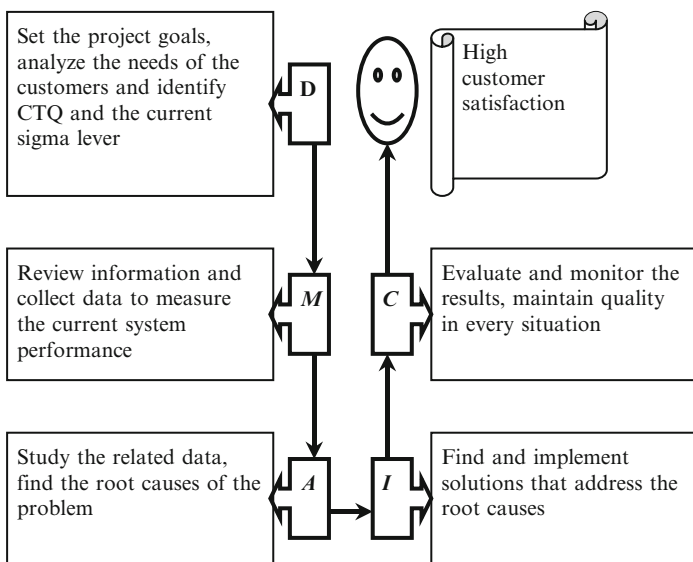 Set the project goals,
analyze the needs of the
customers and identify
CTQ and the current
sigma lever
D
High
customer
satisfaction
Review information and
collect data to measure
the current system
performance
M
C
Evaluate and monitor the
results, maintain quality
in every situation
Study the related data,
find the root causes of the
problem
A
I
Find and implement
solutions that address the
root causes